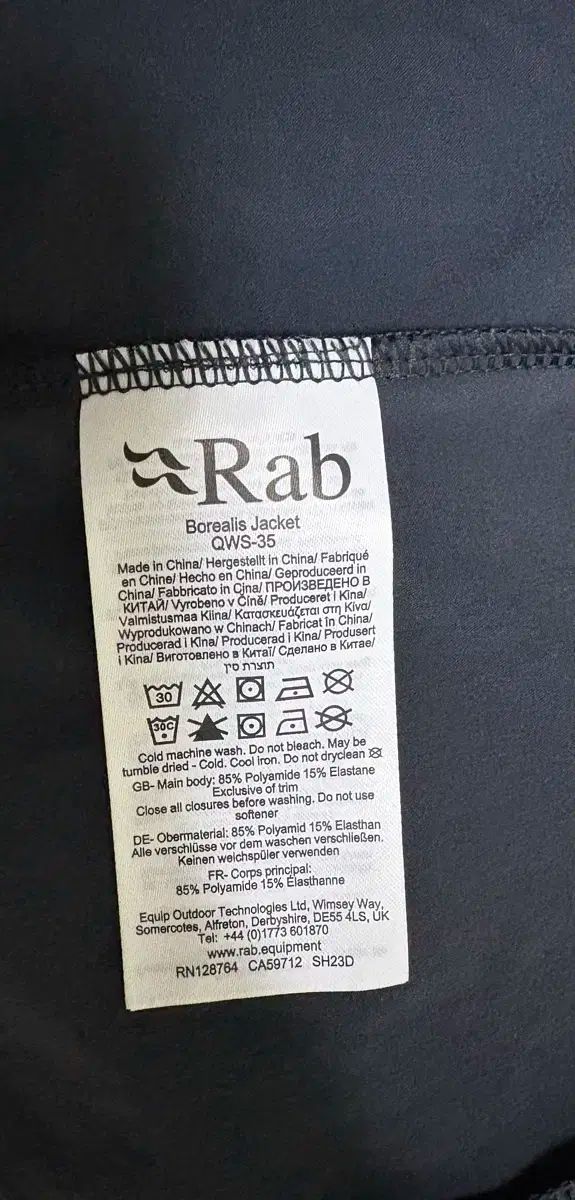 Rab
Borealis Jacket
QWS-35
Made in China/ Hergestellt in China/ Fabriqué
en Chine/ Hecho en China/ Geproduceerd in
China/ Fabbricato in Cina/ ПРОИЗВЕДЕНО В
КИТАЙ/ Vyrobeno v Číně/ Produceret i Kina/
Valmistusmaa Kiina/ Κατασκευάζεται στη Κίνα/
Wyprodukowano w Chinach/ Fabricat în China/
Producerad i Kina/ Producerad i Kina/ Produsert
i Kina/ Виготовлено в Китаї/ Сделано в Китае/
תוצרת סין
30
30C
Cold machine wash. Do not bleach. May be
tumble dried - Cold. Cool iron. Do not dryclean
GB- Main body: 85% Polyamide 15% Elastane
Exclusive of trim
Close all closures before washing. Do not use
softener
DE- Obermaterial: 85% Polyamid 15% Elasthan
Alle verschlüsse vor dem waschen verschließen.
Keinen weichspüler verwenden
FR- Corps principal:
85% Polyamide 15% Élasthanne
Equip Outdoor Technologies Ltd, Wimsey Way,
Somercotes, Alfreton, Derbyshire, DE55 4LS, UK
Tel: +44 (0)1773 601870
www.rab.equipment
RN128764 CA59712 SH23D